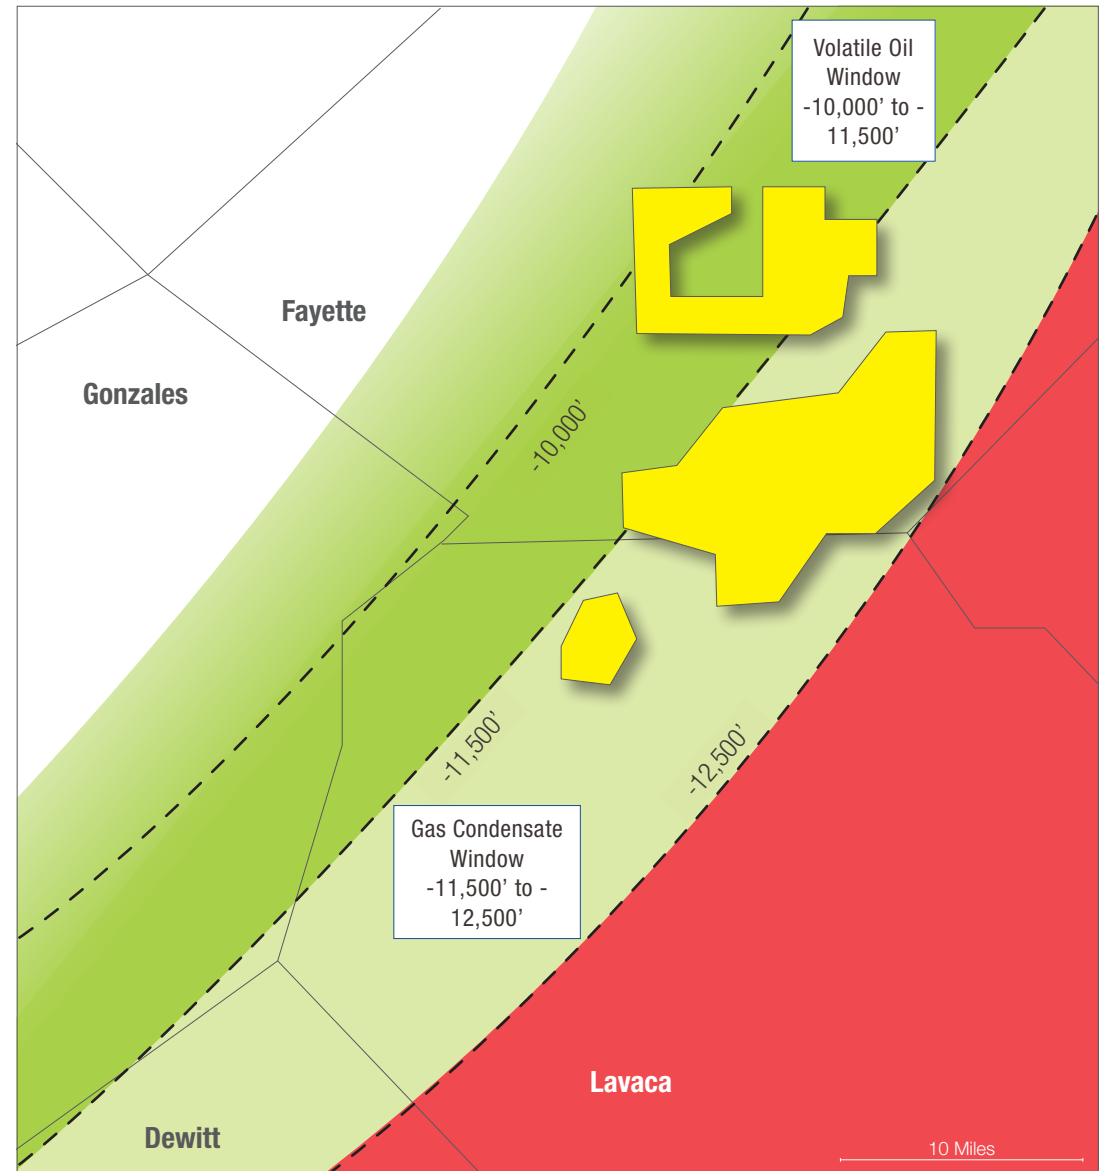 Volatile Oil
Window
-10,000’ to -
11,500’
Fayette
Gonzales
-10,000’
-11,500’
-12,500’
Gas Condensate
Window
-11,500’ to -
12,500’
Lavaca
Dewitt
10 Miles